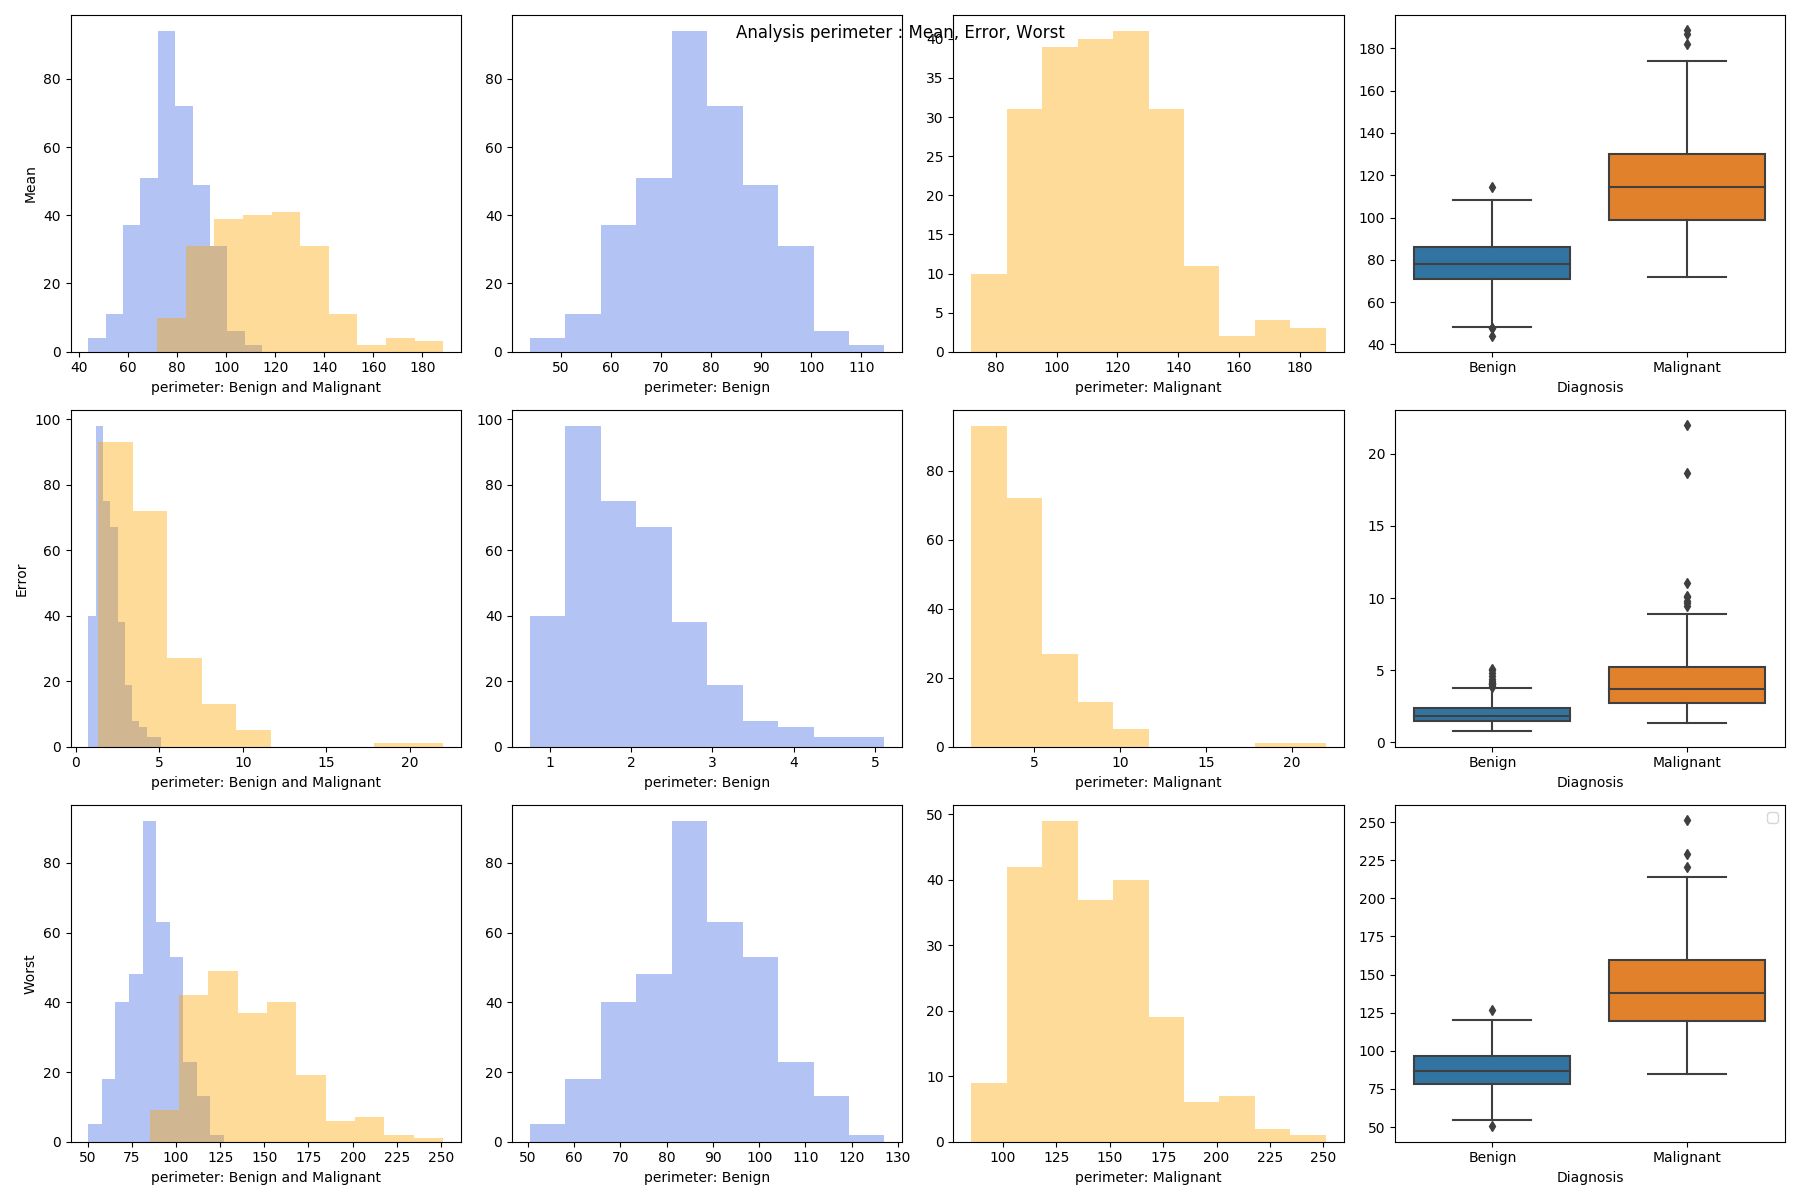 Analysis perimeter : Mean, Error, Worst
Mean
80
60
40
20
0
40 60 80 100 120 140 160 180
perimeter: Benign and Malignant
80
60
40
20
0
50 60 70 80 90 100 110
perimeter: Benign
40
35
30
25
20
15
10
5
0
80 100 120 140 160 180
perimeter: Malignant
180
160
140
120
100
80
60
40
Benign Malignant
Diagnosis
Error
100
80
60
40
20
0
0 5 10 15 20
perimeter: Benign and Malignant
100
80
60
40
20
0
1 2 3 4 5
perimeter: Benign
80
60
40
20
0
5 10 15 20
perimeter: Malignant
20
15
10
5
0
Benign Malignant
Diagnosis
Worst
80
60
40
20
0
50 75 100 125 150 175 200 225 250
perimeter: Benign and Malignant
80
60
40
20
0
50 60 70 80 90 100 110 120 130
perimeter: Benign
50
40
30
20
10
0
100 125 150 175 200 225 250
perimeter: Malignant
250
225
200
175
150
125
100
75
50
Benign Malignant
Diagnosis